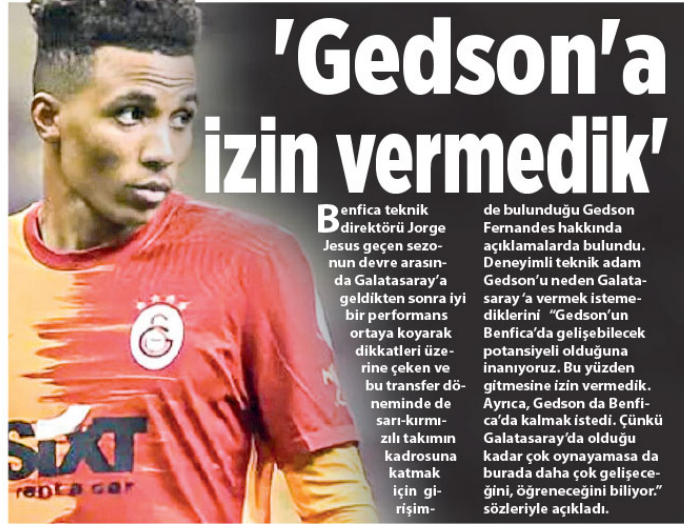 'Gedson'a
izin vermedik'
Benfica teknik
direktörü Jorge
Jesus geçen sezo-
nun devre arasın-
da Galatasaray'a
geldikten sonra iyi
bir performans
ortaya koyarak
dikkatleri üze-
rine çeken ve
bu transfer dö-
neminde de
sarı-kırmı-
zılı takımın
kadrosuna
katmak
için gi-
rişim-
de bulunduğu Gedson
Fernandes hakkında
açıklamalarda bulundu.
Deneyimli teknik adam
Gedson'u neden Galata-
saray 'a vermek isteme-
diklerini “Gedson'un
Benfica'da gelişebilecek
potansiyeli olduğuna
inanıyoruz. Bu yüzden
gitmesine izin vermedik.
Ayrıca, Gedson da Benfi-
ca'da kalmak istedi. Çünkü
Galatasaray'da olduğu
kadar çok oynayamasa da
burada daha çok gelişece-
ğini, öğreneceğini biliyor.”
sözleriyle açıkladı.
SIXT
rent a car